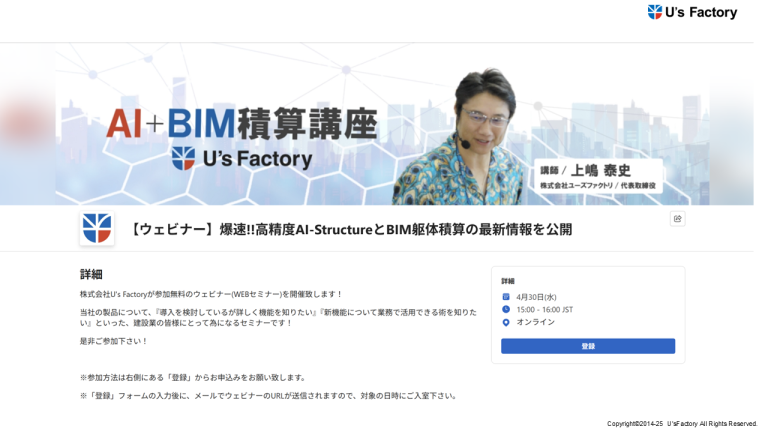 U's Factory
AI+BIM積算講座
U's Factory
講師 / 上嶋 泰史
株式会社ユーズファクトリ / 代表取締役
【ウェビナー】爆速!!高精度AI-StructureとBIM躯体積算の最新情報を公開
詳細
株式会社U's Factoryが参加無料のウェビナー(WEBセミナー)を開催致します！
当社の製品について、『導入を検討しているが詳しく機能を知りたい』『新機能について業務で活用できる術を知りた
い』といった、建設業の皆様にとって為になるセミナーです！
是非ご参加下さい！
※参加方法は右側にある「登録」からお申込みをお願い致します。
※「登録」フォームの入力後に、メールでウェビナーのURLが送信されますので、対象の日時にご入室下さい。
詳細
4月30日(水)
15:00 - 16:00 JST
オンライン
登録
Copyright©2014-25 U'sFactory All Rights Reserved.